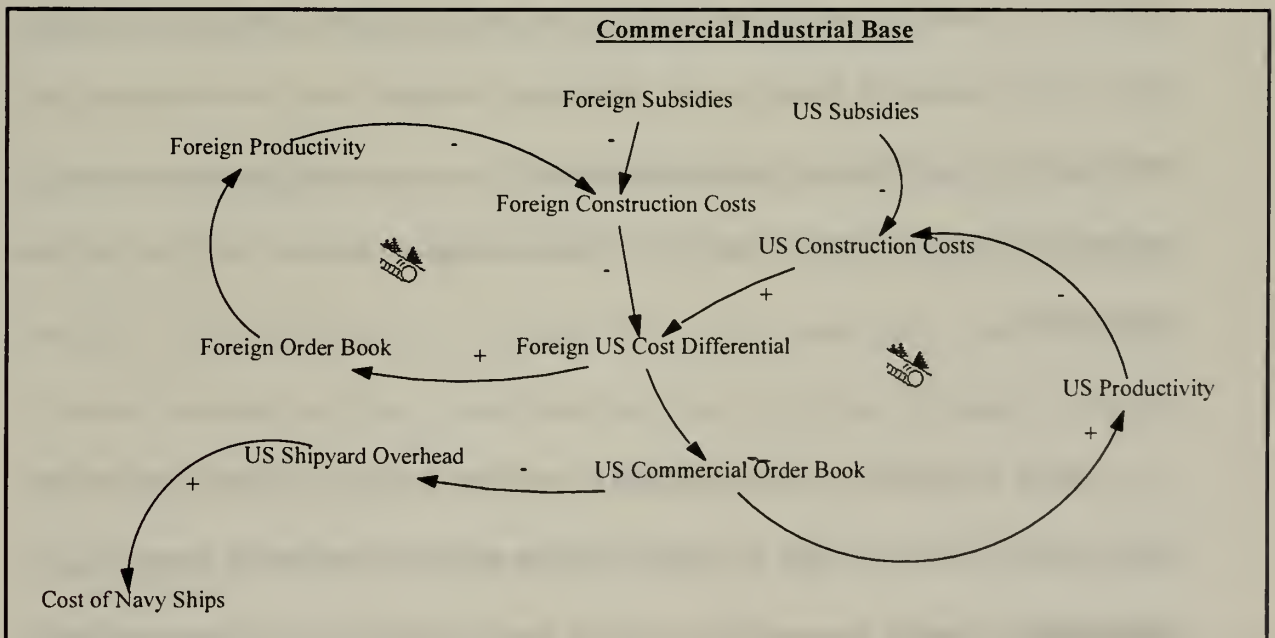 Commercial Industrial Base
Foreign Subsidies
US Subsidies
Foreign Productivity
-
-
Foreign Construction Costs
-
US Construction Costs
-
+
-
Foreign Order Book
+
Foreign US Cost Differential
US Productivity
+
US Shipyard Overhead
-
US Commercial Order Book
-
+
Cost of Navy Ships